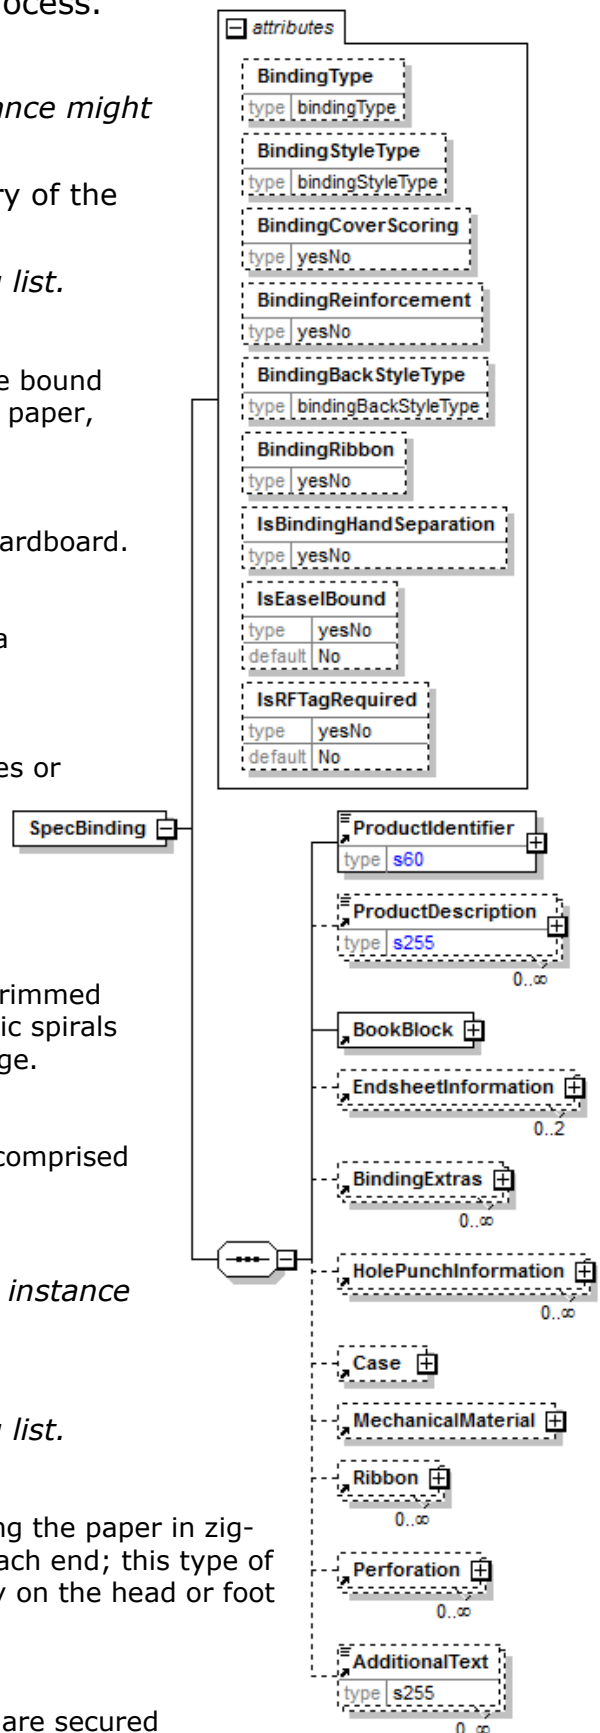 ocess.
ance might
ry of the
list.
e bound
paper,
ardboard.
a
es or
rimmed
ic spirals
ge.
comprised
instance
list.
ng the paper in zig-
ach end; this type of
y on the head or foot
are secured
attributes
BindingType
type bindingType
BindingStyleType
type bindingStyleType
BindingCoverScoring
type yesNo
BindingReinforcement
type yesNo
BindingBackStyleType
type bindingBackStyleType
BindingRibbon
type yesNo
IsBindingHandSeparation
type yesNo
IsEaselBound
type yesNo
default No
IsRFTagRequired
type yesNo
default No
SpecBinding
ProductIdentifier
type s60
ProductDescription
type s255
0..∞
BookBlock
EndsheetInformation
0..2
BindingExtras
0..∞
HolePunchInformation
0..∞
Case
MechanicalMaterial
Ribbon
0..∞
Perforation
0..∞
AdditionalText
type s255
0..∞